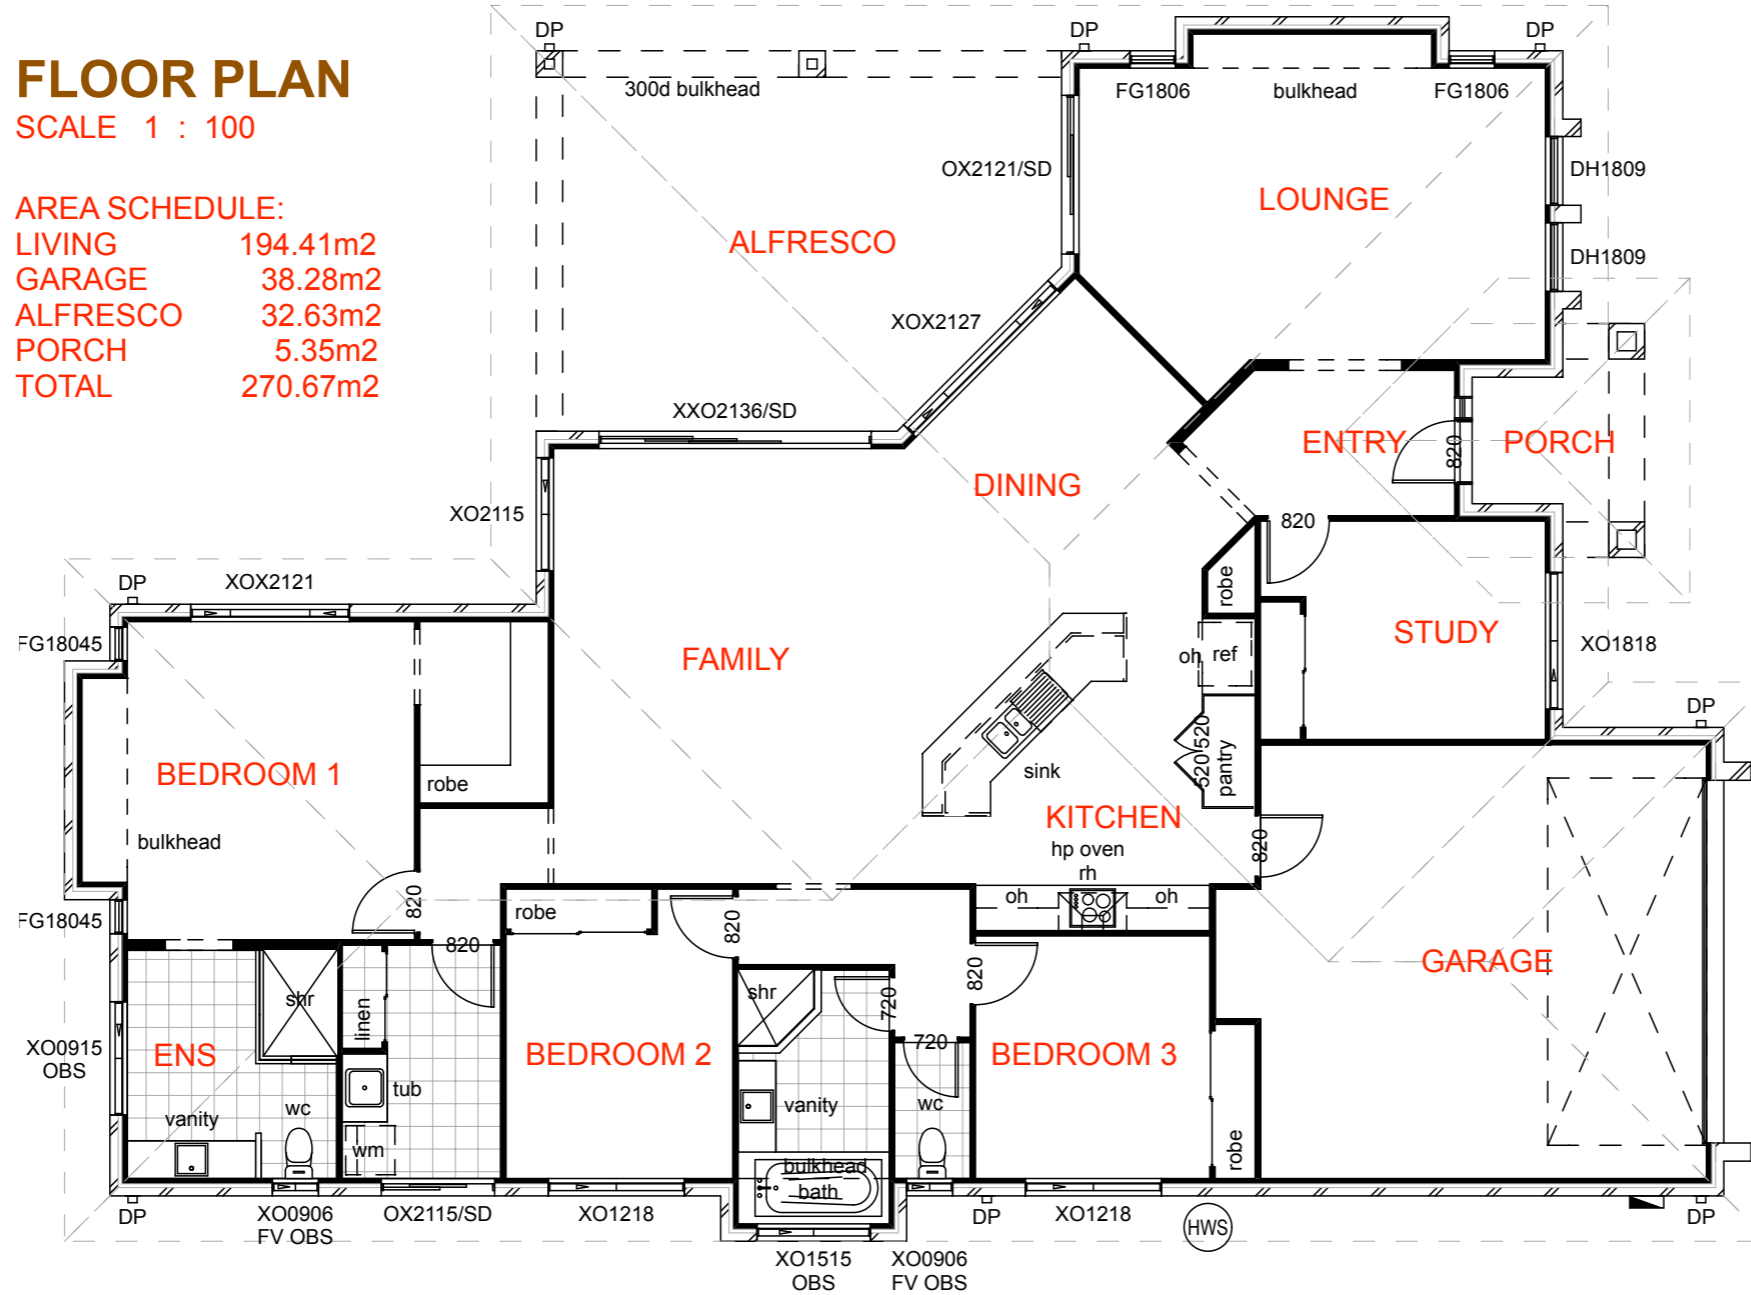 FLOOR PLAN
SCALE 1 : 100
AREA SCHEDULE:
LIVING 194.41m2
GARAGE 38.28m2
ALFRESCO 32.63m2
PORCH 5.35m2
TOTAL 270.67m2
DP
DP
DP
300d bulkhead
FG1806
bulkhead
FG1806
OX2121/SD
DH1809
LOUNGE
ALFRESCO
DH1809
XOX2127
XXO2136/SD
ENTRY
820
PORCH
DINING
XO2115
820
DP
XOX2121
robe
FG18045
STUDY
XO1818
FAMILY
oh
ref
DP
520
520
pantry
sink
BEDROOM 1
robe
KITCHEN
bulkhead
hp oven
rh
820
820
oh
oh
robe
FG18045
820
820
820
GARAGE
shr
linen
shr
720
720
XO0915
OBS
ENS
BEDROOM 2
BEDROOM 3
tub
vanity
wc
vanity
wc
wm
robe
bulkhead
bath
DP
XO0906
FV OBS
OX2115/SD
XO1218
DP
XO1218
HWS
DP
XO1515
OBS
XO0906
FV OBS